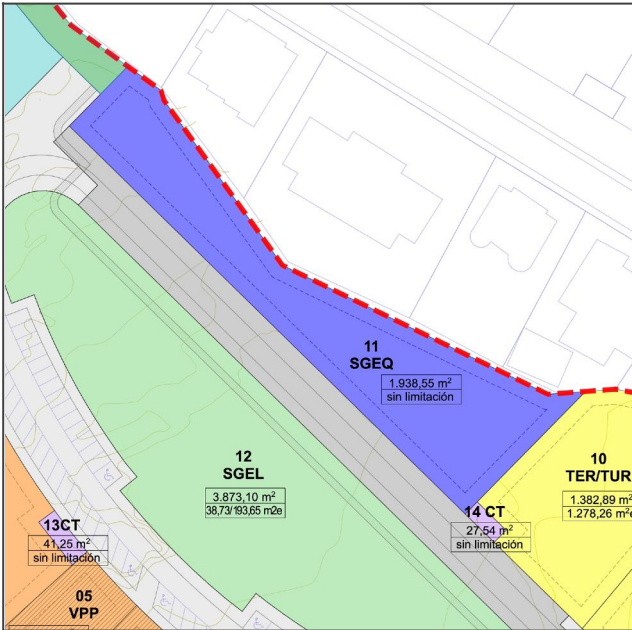 11
SGEQ
1.938,55 m²
sin limitación
10
TER/TUR
1.382,89 m²
1.278,26 m²e
12
SGEL
3.873,10 m²
38,73/193,65 m2e
14 CT
27,54 m²
sin limitación
13CT
41,25 m²
sin limitación
05
VPP